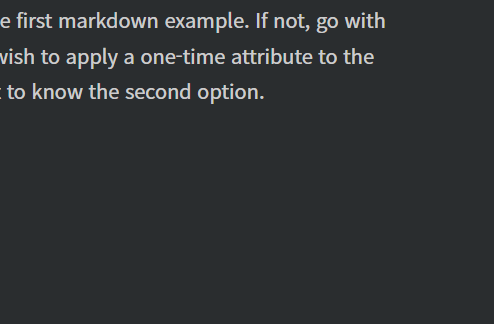 e first markdown example. If not, go with
wish to apply a one-time attribute to the
to know the second option.